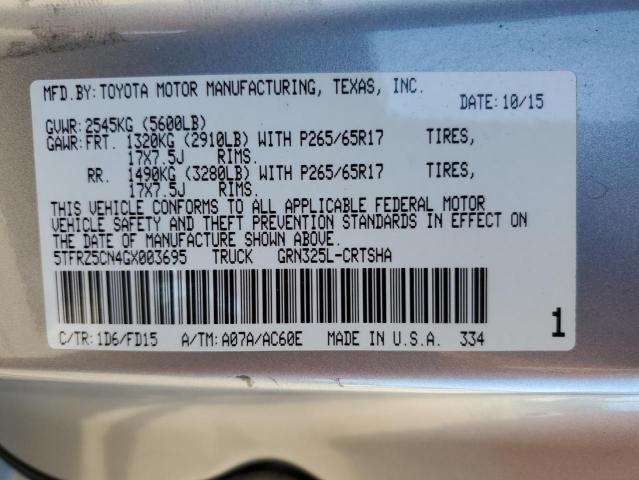 MFD.BY:TOYOTA MOTOR MANUFACTURING, TEXAS, INC.
DATE:10/15
GVWR:2545KG (5600LB)
GAWR:FRT. 1320KG (2910LB) WITH P265/65R17 TIRES,
17X7.5J RIMS.
RR. 1490KG (3280LB) WITH P265/65R17 TIRES,
17X7.5J RIMS.
THIS VEHICLE CONFORMS TO ALL APPLICABLE FEDERAL MOTOR
VEHICLE SAFETY AND THEFT PREVENTION STANDARDS IN EFFECT ON
THE DATE OF MANUFACTURE SHOWN ABOVE.
5TFRZ5CN4GX003695 TRUCK GRN325L-CRTSHA
C/TR:1D6/FD15 A/TM:A07A/AC60E MADE IN U.S.A. 334
1